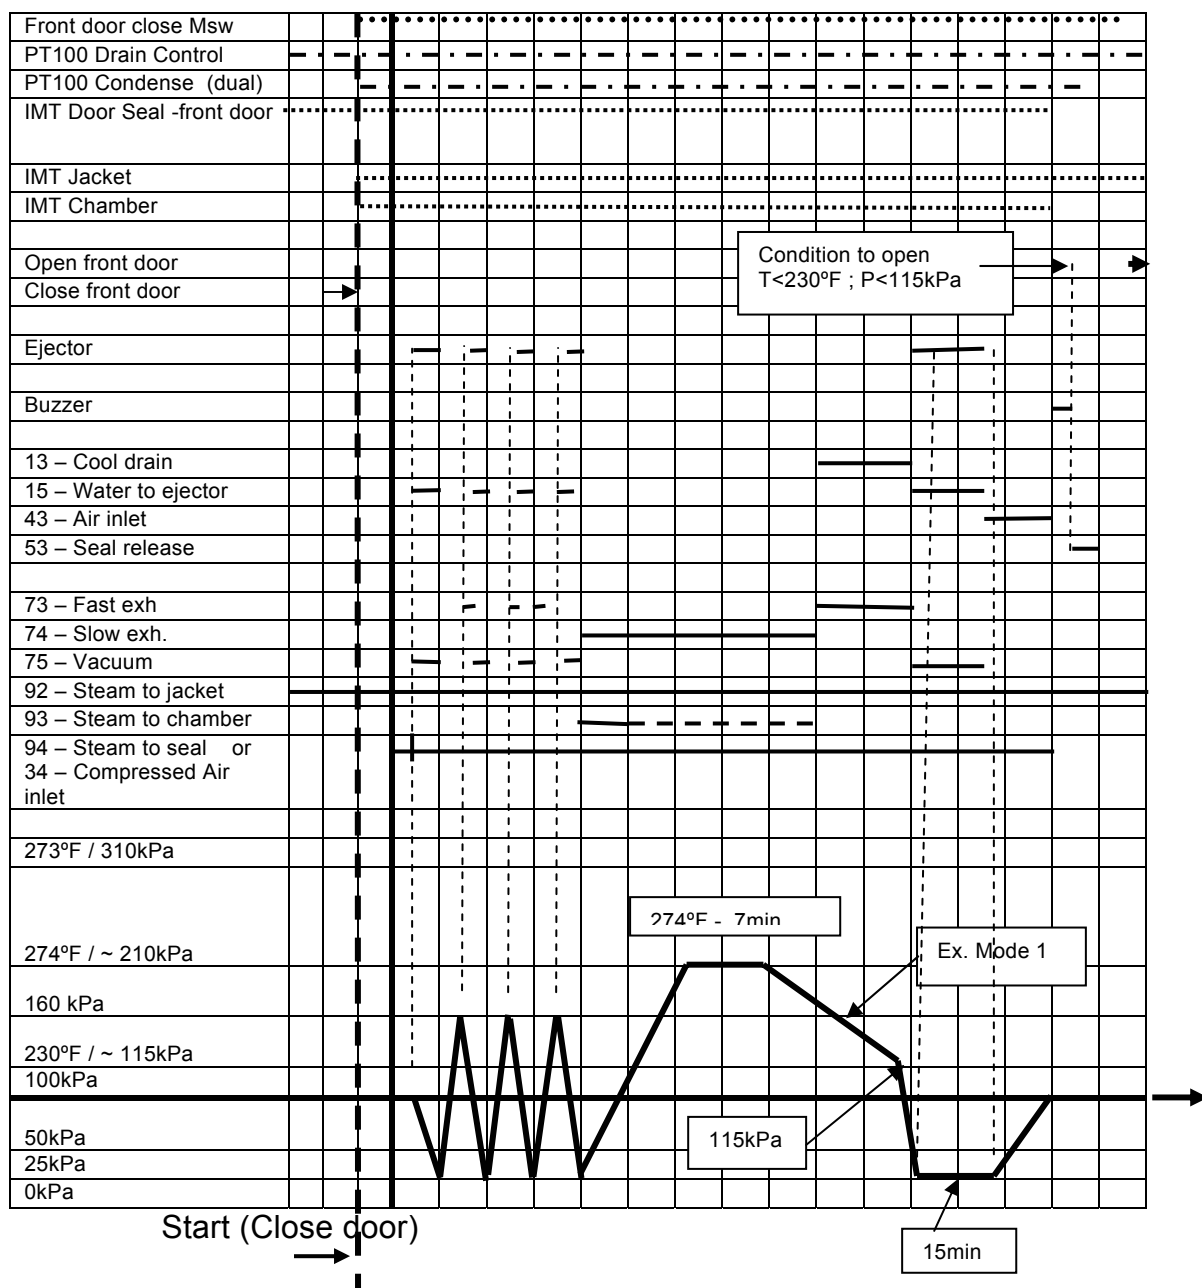 Front door close Msw
PT100 Drain Control
PT100 Condense (dual)
IMT Door Seal -front door
IMT Jacket
IMT Chamber
Condition to open
T<230ºF ; P<115kPa
Open front door
Close front door
Ejector
Buzzer
13 – Cool drain
15 – Water to ejector
43 – Air inlet
53 – Seal release
73 – Fast exh
74 – Slow exh.
75 – Vacuum
92 – Steam to jacket
93 – Steam to chamber
94 – Steam to seal or
34 – Compressed Air
inlet
273ºF / 310kPa
274ºF - 7min
274ºF / ~ 210kPa
Ex. Mode 1
160 kPa
230ºF / ~ 115kPa
100kPa
115kPa
50kPa
25kPa
0kPa
Start (Close door)
15min